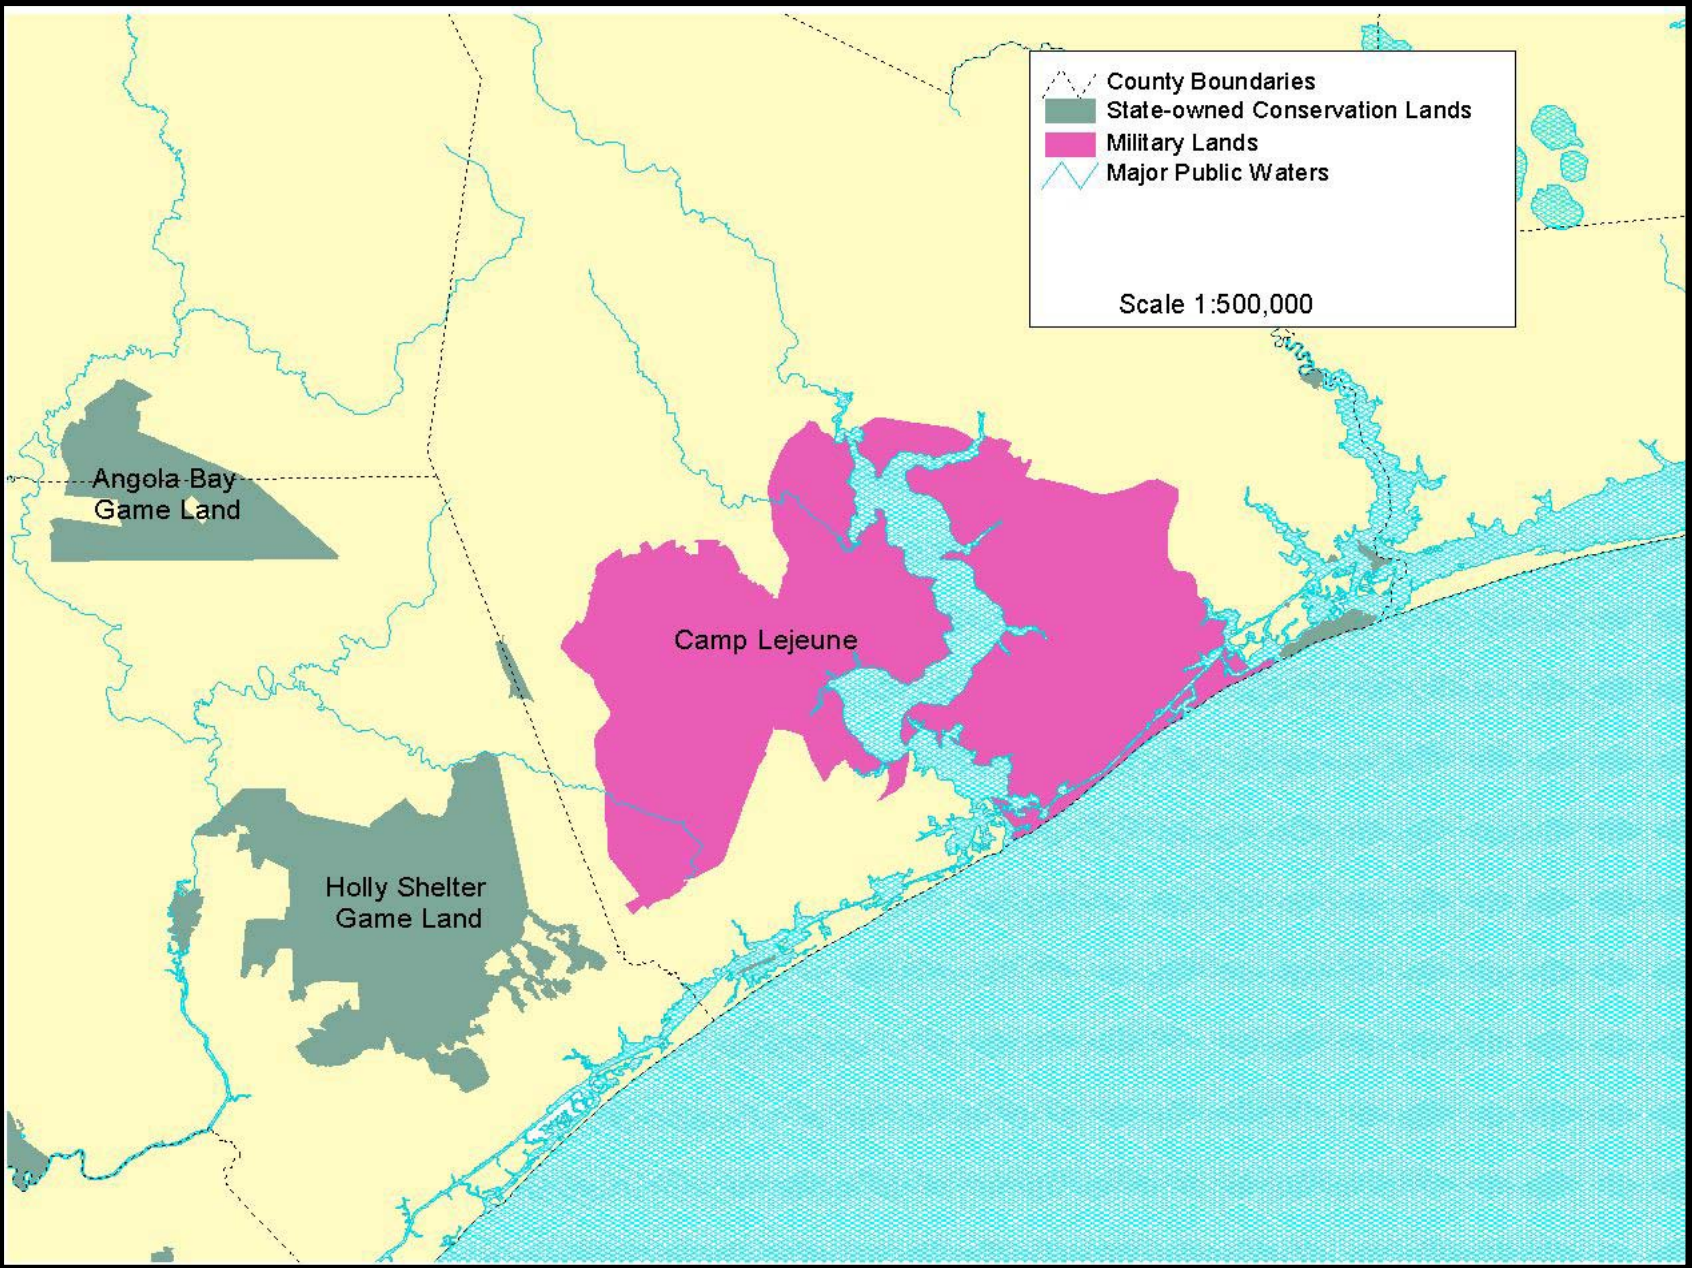 County Boundaries
State-owned Conservation Lands
Military Lands
Major Public Waters
Scale 1:500,000
Angola Bay
Game Land
Camp Lejeune
Holly Shelter
Game Land